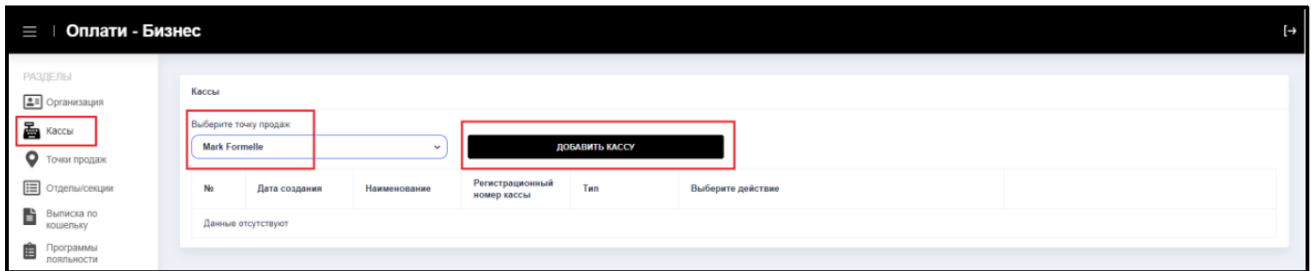 Оплати - Бизнес
РАЗДЕЛЫ
Организация
Кассы
Точки продаж
Отделы/секции
Выписка по
кошельку
Программы
лояльности
Кассы
Выберите точку продаж
Mark Formelle
ДОБАВИТЬ КАССУ
№ Дата создания Наименование Регистрационный номер кассы Тип Выберите действие
Данные отсутствуют